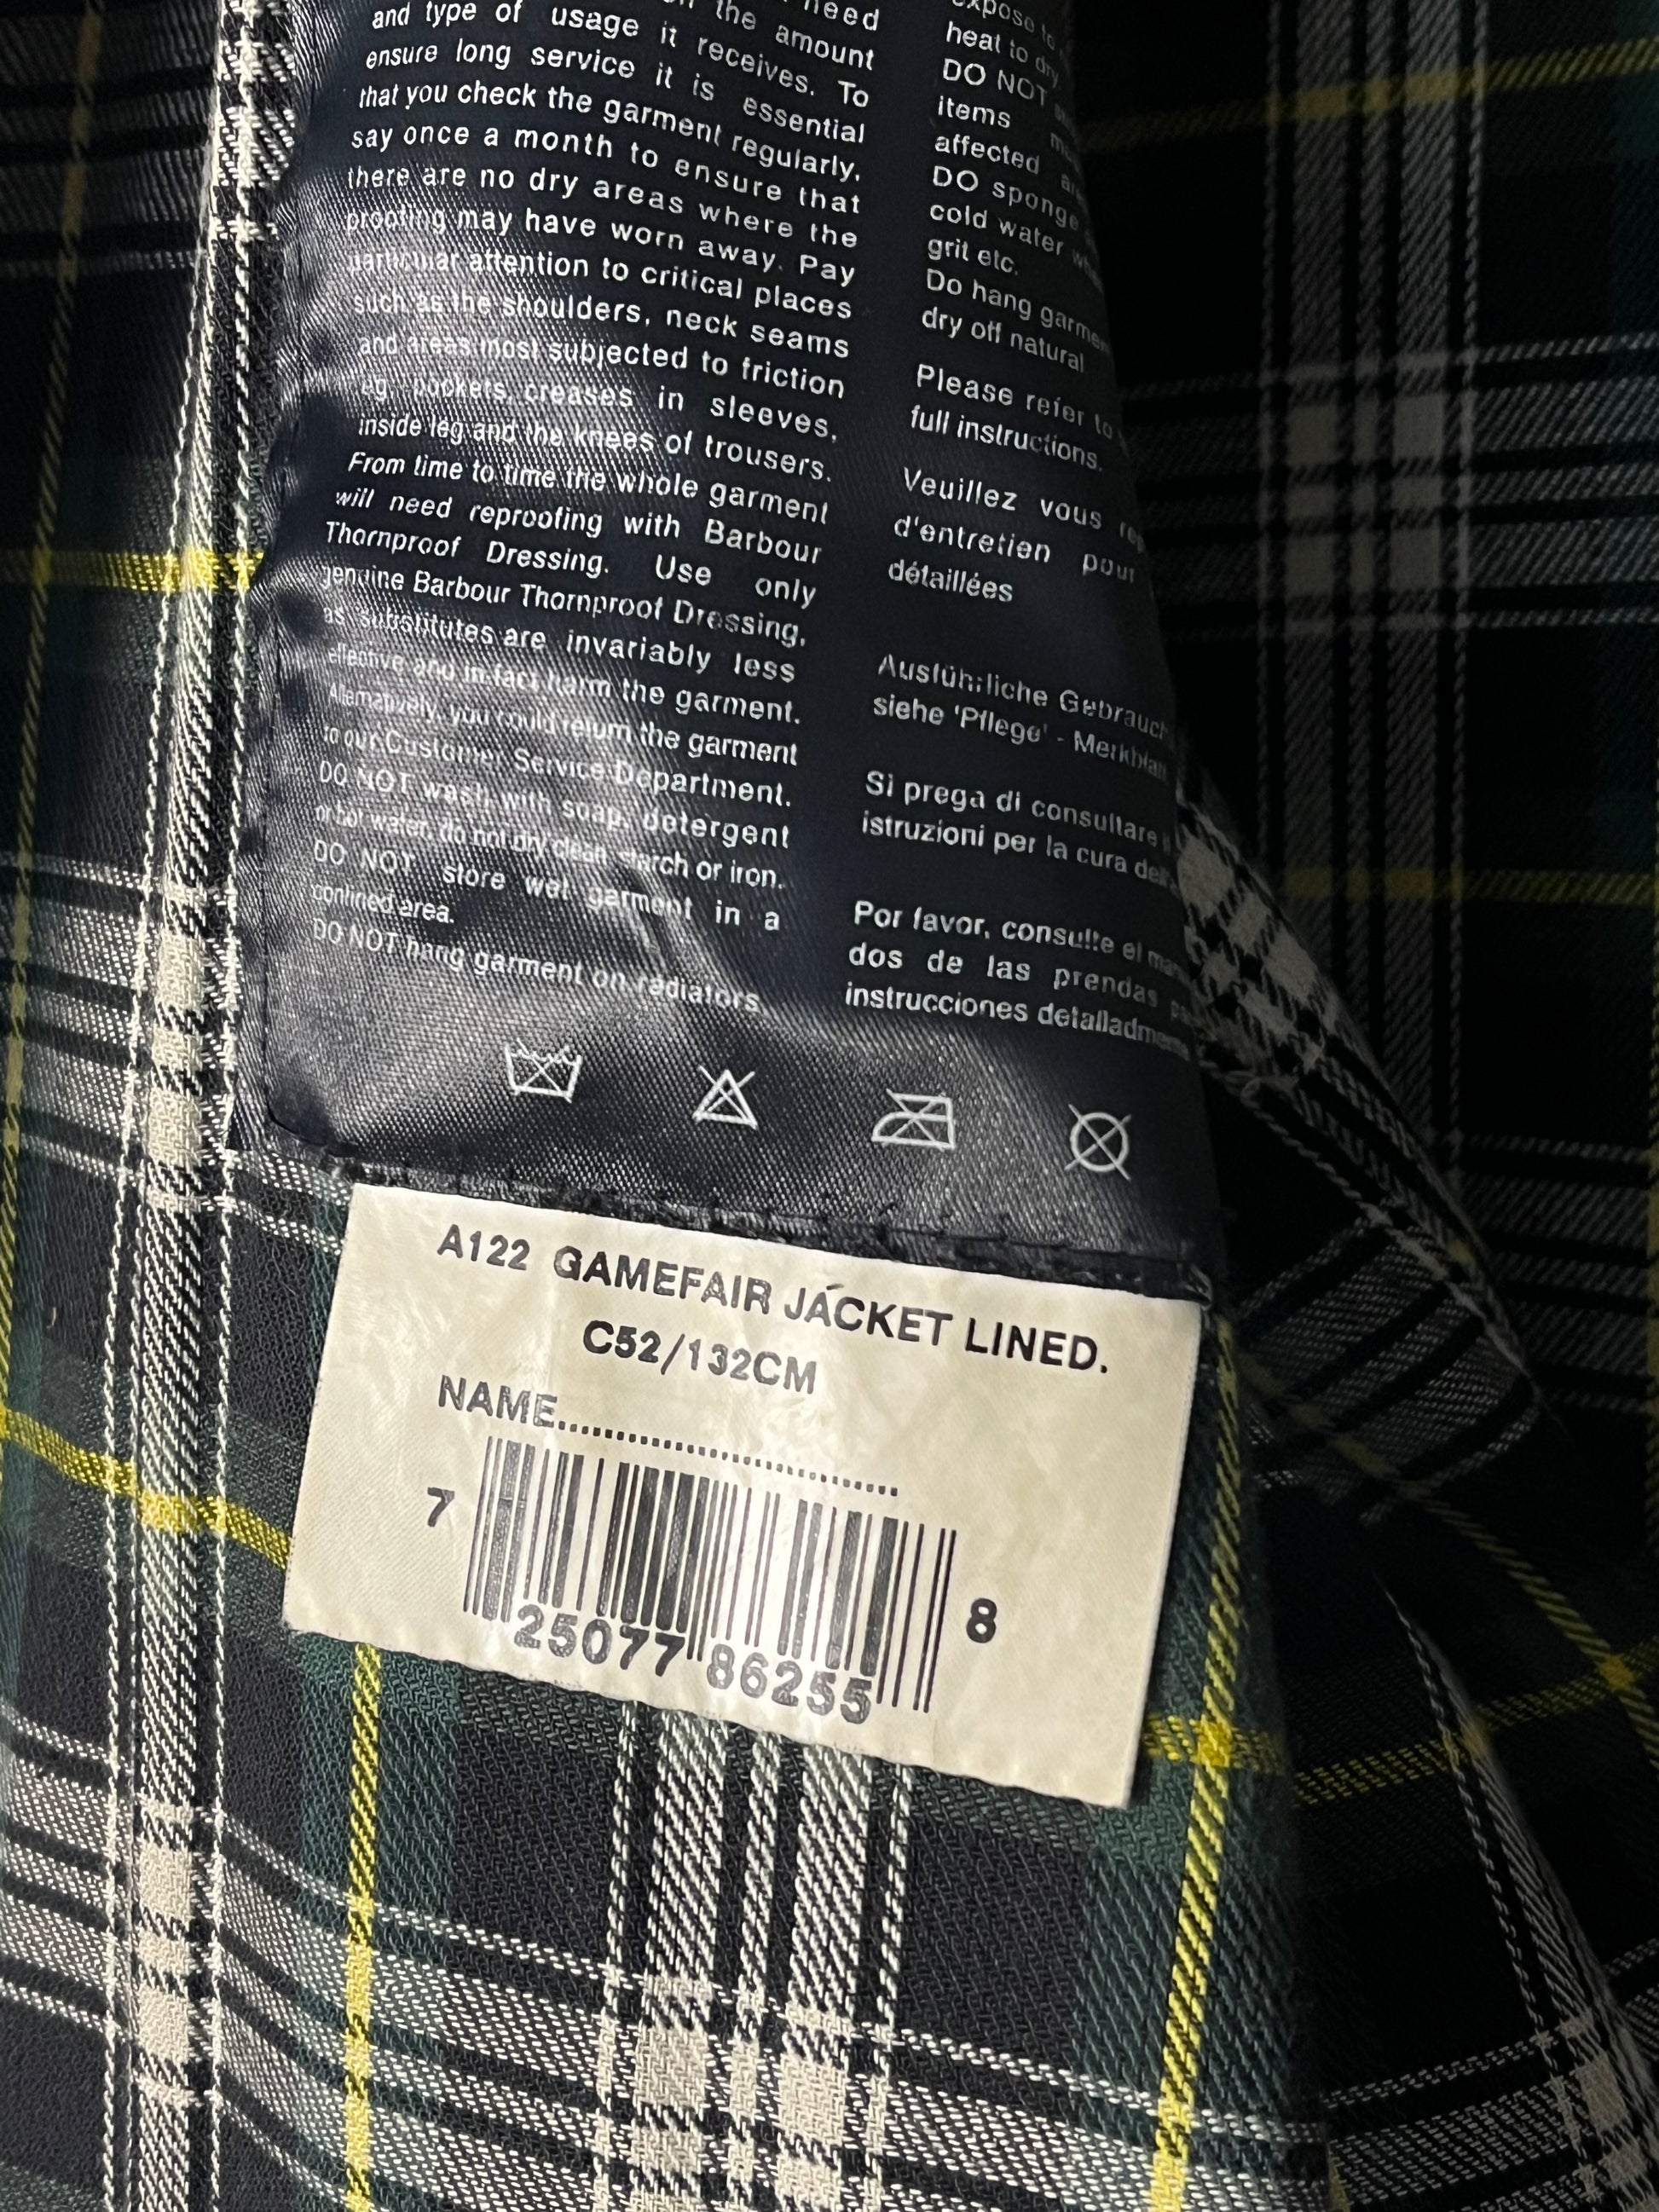 need
the amount
and type of usage it receives. To
ensure long service it is essential
that you check the garment regularly,
say once a month to ensure that
there are no dry areas where the
proofing may have worn away. Pay
particular attention to critical places
such as the shoulders, neck seams
and areas most subjected to friction
eg. pockets, creases in sleeves,
inside leg and the knees of trousers.
From time to time the whole garment
will need reproofing with Barbour
Thornproof Dressing. Use only
genuine Barbour Thornproof Dressing,
as substitutes are invariably less
effective and in fact harm the garment.
Alternatively, you could return the garment
to our Customer Service Department.
DO NOT wash with soap, detergent
or hot water, do not dry clean starch or iron.
DO NOT store wet garment in a
confined area.
DO NOT hang garment on radiators.
expose to
heat to dry
DO NOT
items
affected
DO sponge
cold water
grit etc.
Do hang
dry off natural
Please refer to
full instructions.
Veuillez vous
d'entretien pour
détaillées
Ausführliche
siehe 'Pflege' - Merkblatt
Si prega di consultare
istruzioni per la cura
Por favor, consulte el
dos de las prendas
instrucciones
A122 GAMEFAIR JACKET LINED.
C52/132CM
NAME..............................
7 25077 86255 8